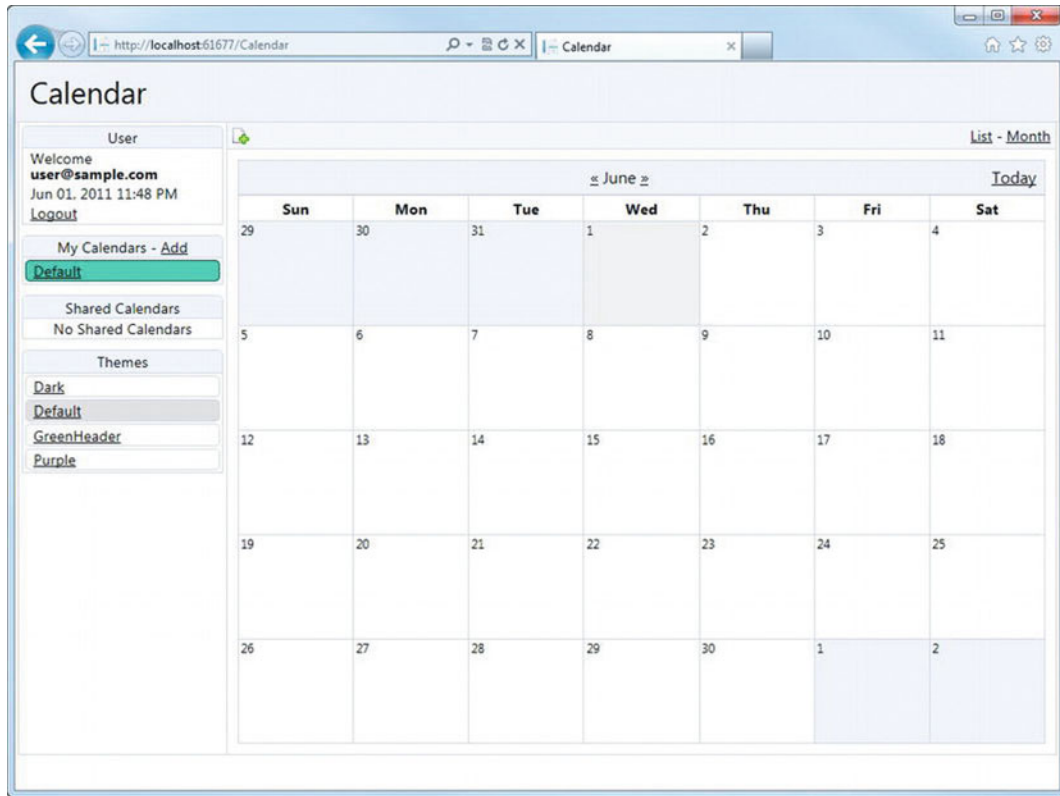 http://localhost:61677/Calendar
Calendar
Calendar
User
Welcome
user@sample.com
Jun 01, 2011 11:48 PM
Logout
My Calendars - Add
Default
Shared Calendars
No Shared Calendars
Themes
Dark
Default
GreenHeader
Purple
List - Month
« June »
Today
Sun Mon Tue Wed Thu Fri Sat
29 30 31 1 2 3 4
5 6 7 8 9 10 11
12 13 14 15 16 17 18
19 20 21 22 23 24 25
26 27 28 29 30 1 2